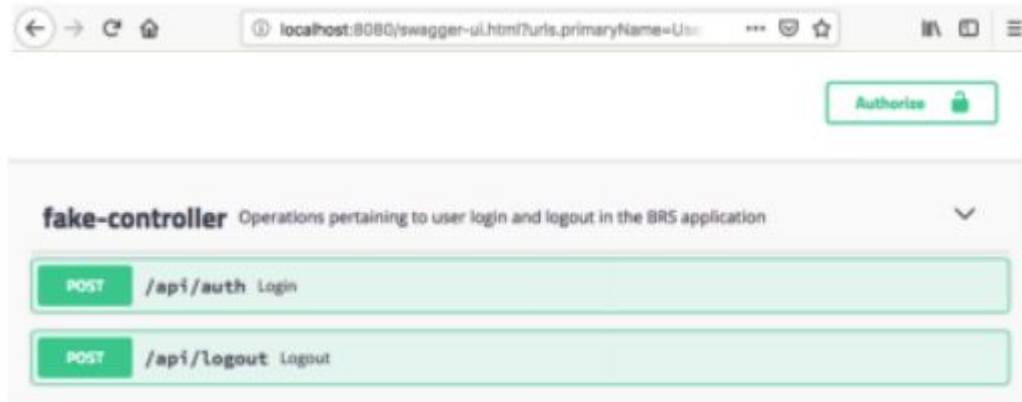 localhost:8080/swagger-ui.html?urls.primaryName=Use
Authorize
fake-controller Operations pertaining to user login and logout in the BRS application
POST /api/auth Login
POST /api/logout Logout